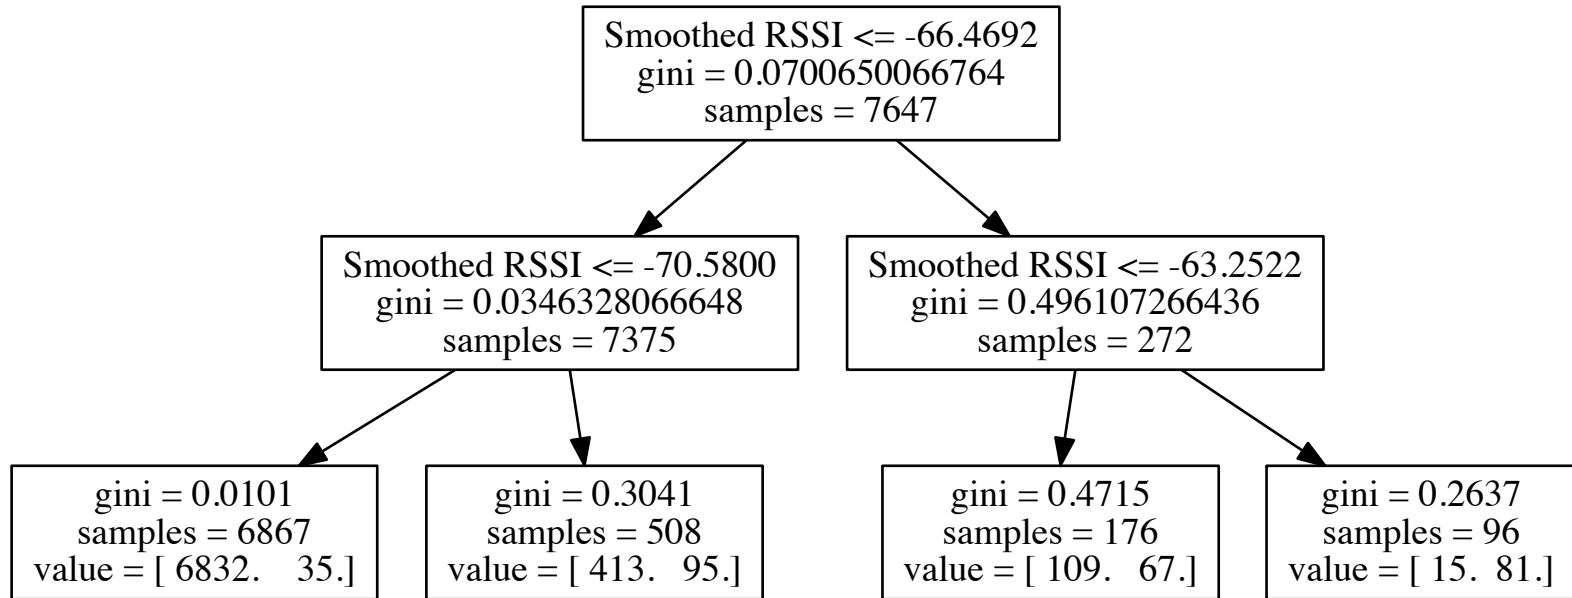 Smoothed RSSI <= -66.4692
gini = 0.0700650066764
samples = 7647
Smoothed RSSI <= -70.5800
gini = 0.0346328066648
samples = 7375
Smoothed RSSI <= -63.2522
gini = 0.496107266436
samples = 272
gini = 0.0101
samples = 6867
value = [ 6832.    35.]
gini = 0.3041
samples = 508
value = [ 413.   95.]
gini = 0.4715
samples = 176
value = [ 109.   67.]
gini = 0.2637
samples = 96
value = [ 15.  81.]